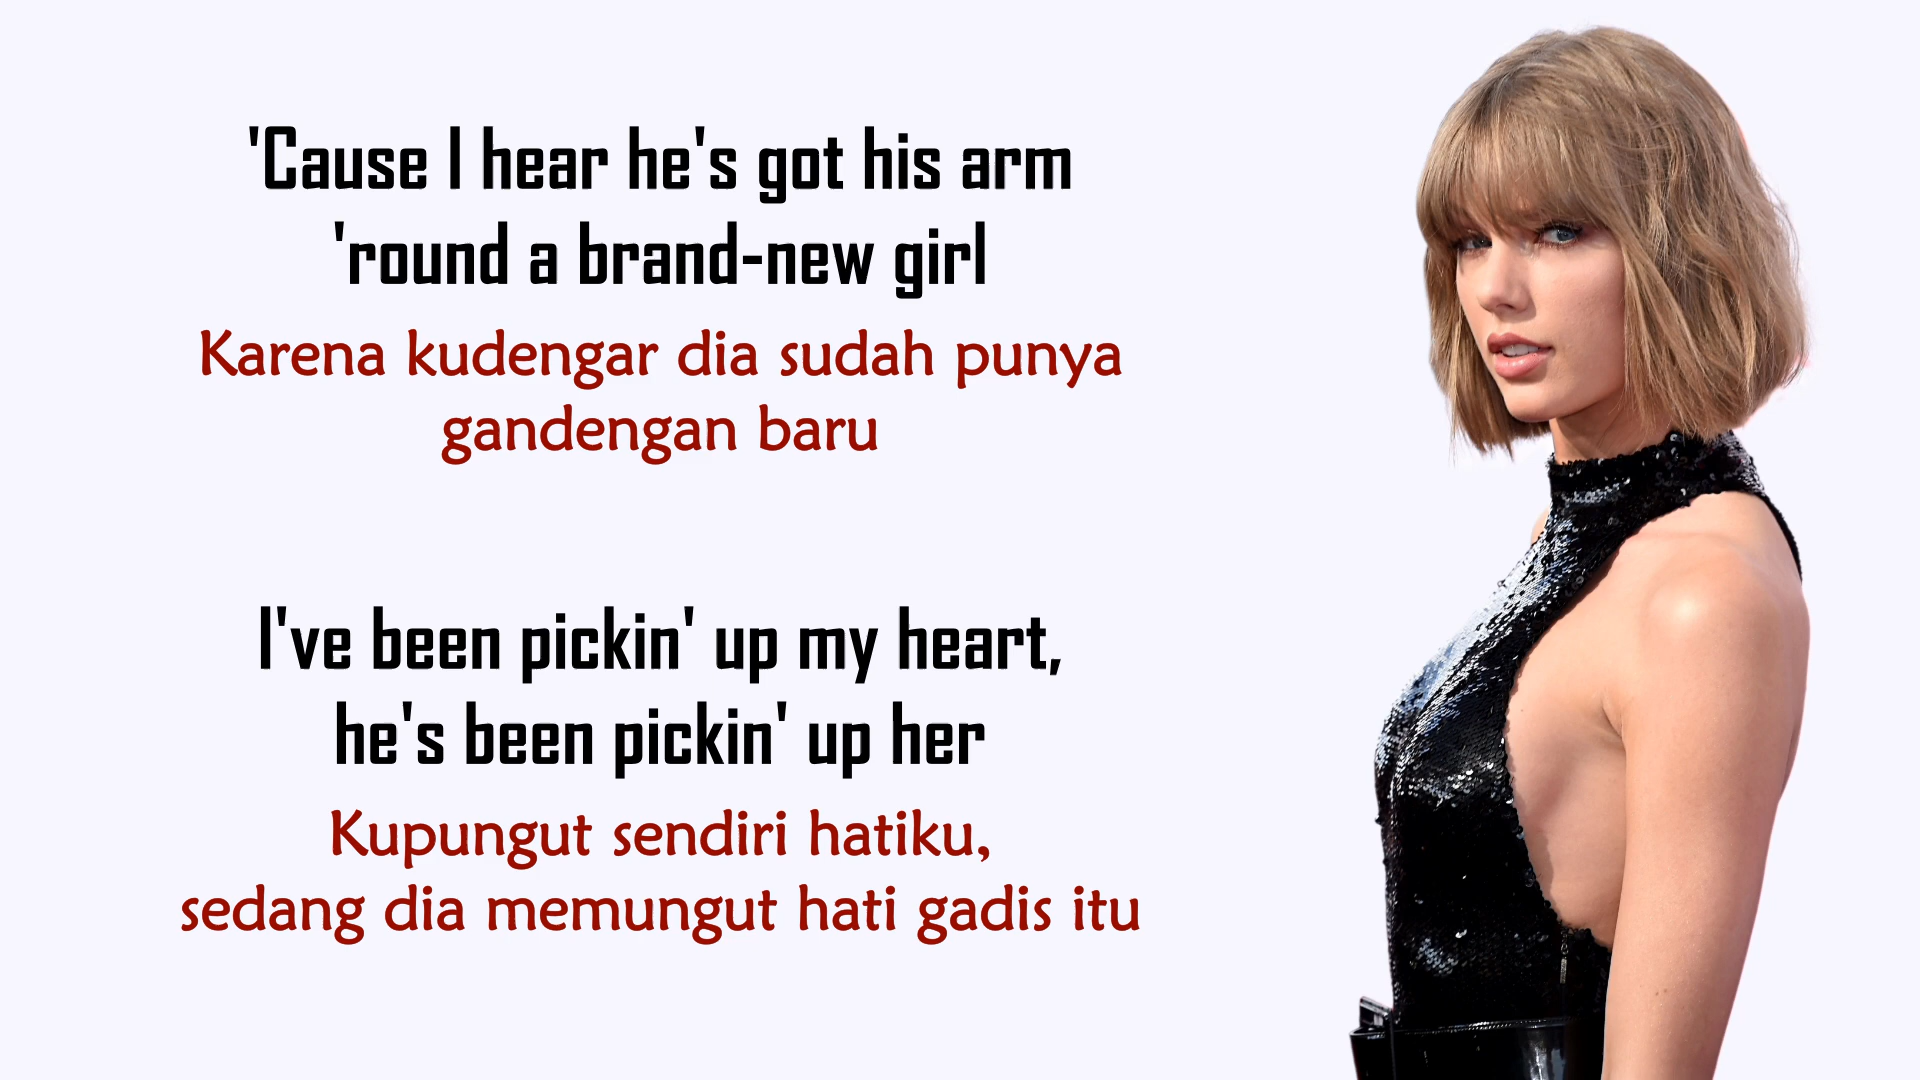 'Cause I hear he's got his arm
'round a brand-new girl
Karena kudengar dia sudah punya
gandengan baru
I've been pickin' up my heart,
he's been pickin' up her
Kupungut sendiri hatiku,
sedang dia memungut hati gadis itu